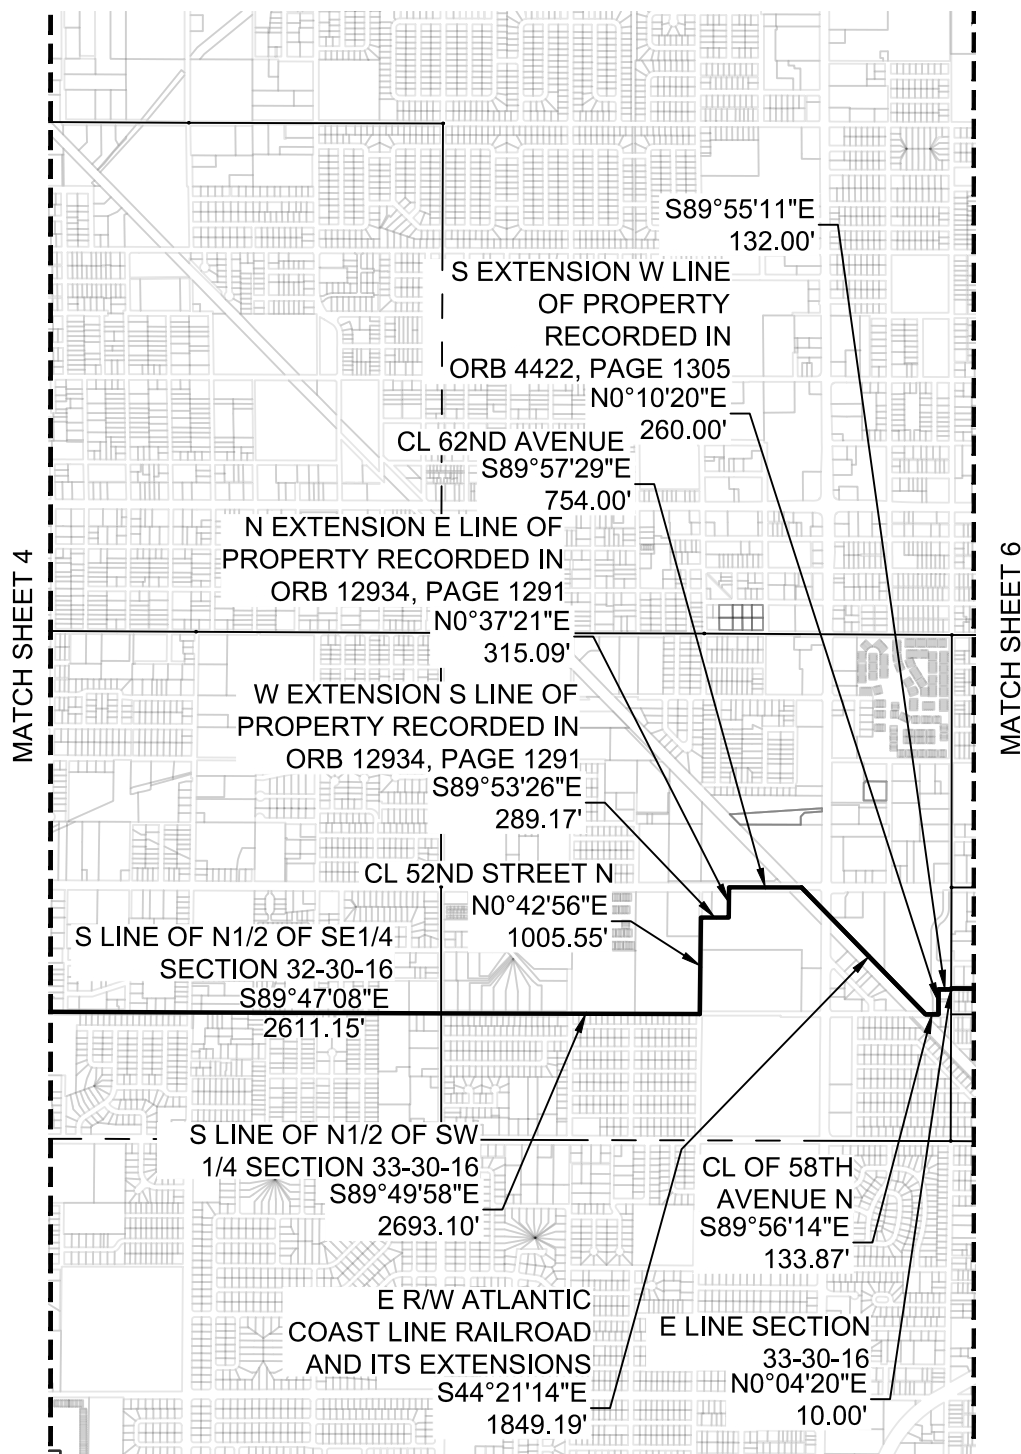 S89°55'11"E
132.00'
S EXTENSION W LINE
OF PROPERTY
RECORDED IN
ORB 4422, PAGE 1305
N0°10'20"E
260.00'
CL 62ND AVENUE
S89°57'29"E
754.00'
N EXTENSION E LINE OF
PROPERTY RECORDED IN
ORB 12934, PAGE 1291
N0°37'21"E
315.09'
MATCH SHEET 4
MATCH SHEET 6
W EXTENSION S LINE OF
PROPERTY RECORDED IN
ORB 12934, PAGE 1291
S89°53'26"E
289.17'
CL 52ND STREET N
N0°42'56"E
1005.55'
S LINE OF N1/2 OF SE1/4
SECTION 32-30-16
S89°47'08"E
2611.15'
S LINE OF N1/2 OF SW
1/4 SECTION 33-30-16
S89°49'58"E
2693.10'
CL OF 58TH
AVENUE N
S89°56'14"E
133.87'
E R/W ATLANTIC
COAST LINE RAILROAD
AND ITS EXTENSIONS
S44°21'14"E
1849.19'
E LINE SECTION
33-30-16
N0°04'20"E
10.00'